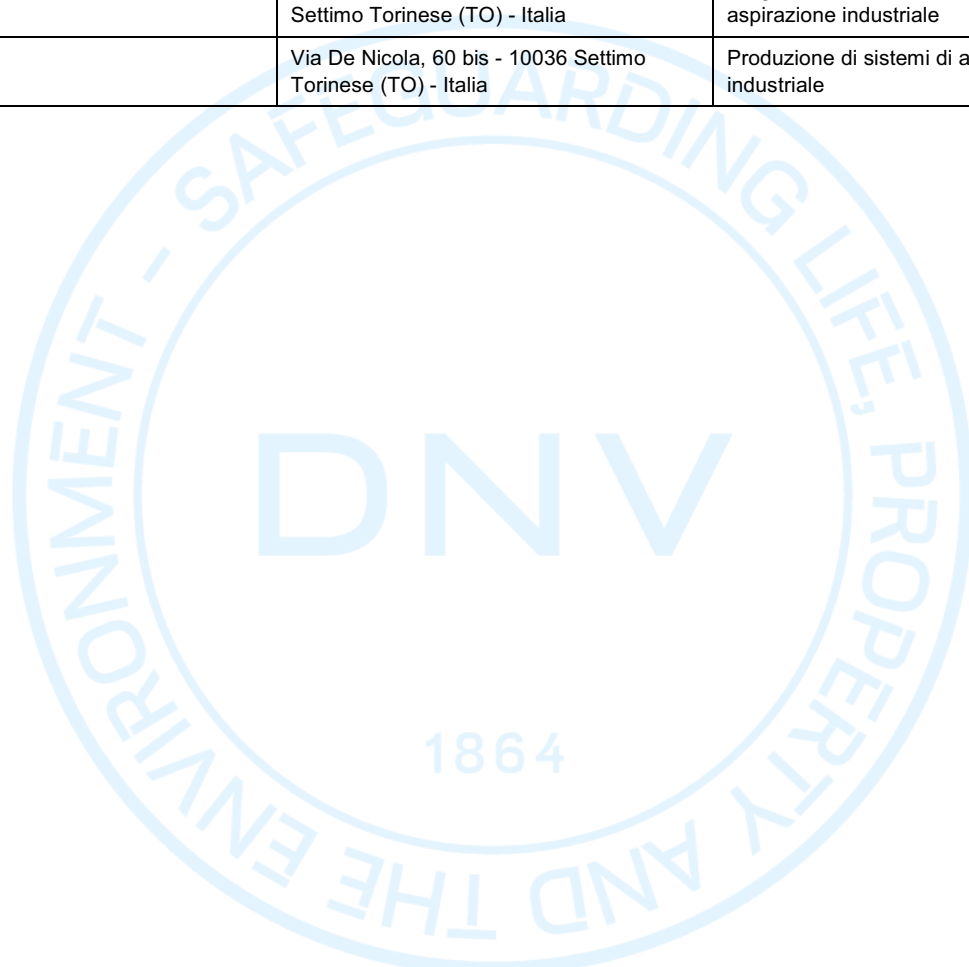 Settimo Torinese (TO) - Italia
aspirazione industriale
Via De Nicola, 60 bis - 10036 Settimo
Torinese (TO) - Italia
Produzione di sistemi di a
industriale
SAFEGUARDING LIFE, PROPERTY AND THE ENVIRONMENT -
DNV
1864